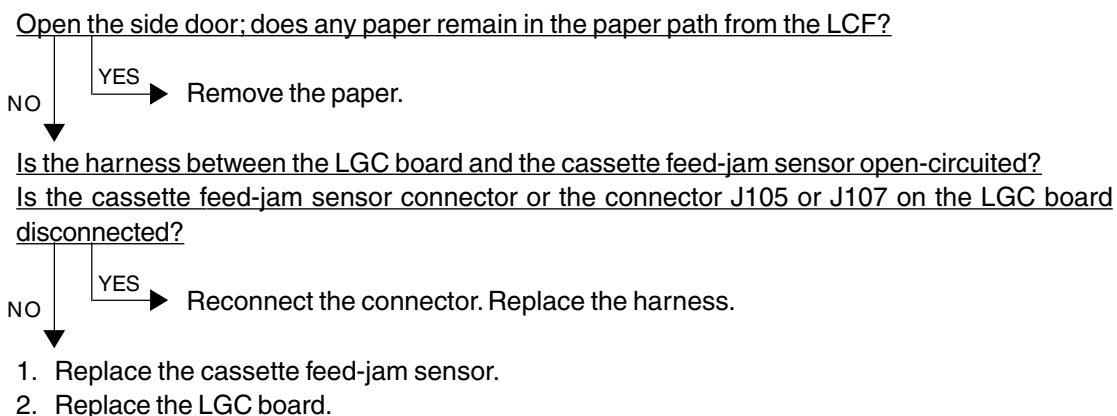 Open the side door; does any paper remain in the paper path from the LCF?
YES
Remove the paper.
NO
Is the harness between the LGC board and the cassette feed-jam sensor open-circuited?
Is the cassette feed-jam sensor connector or the connector J105 or J107 on the LGC board
disconnected?
YES
Reconnect the connector. Replace the harness.
NO
1. Replace the cassette feed-jam sensor.
2. Replace the LGC board.